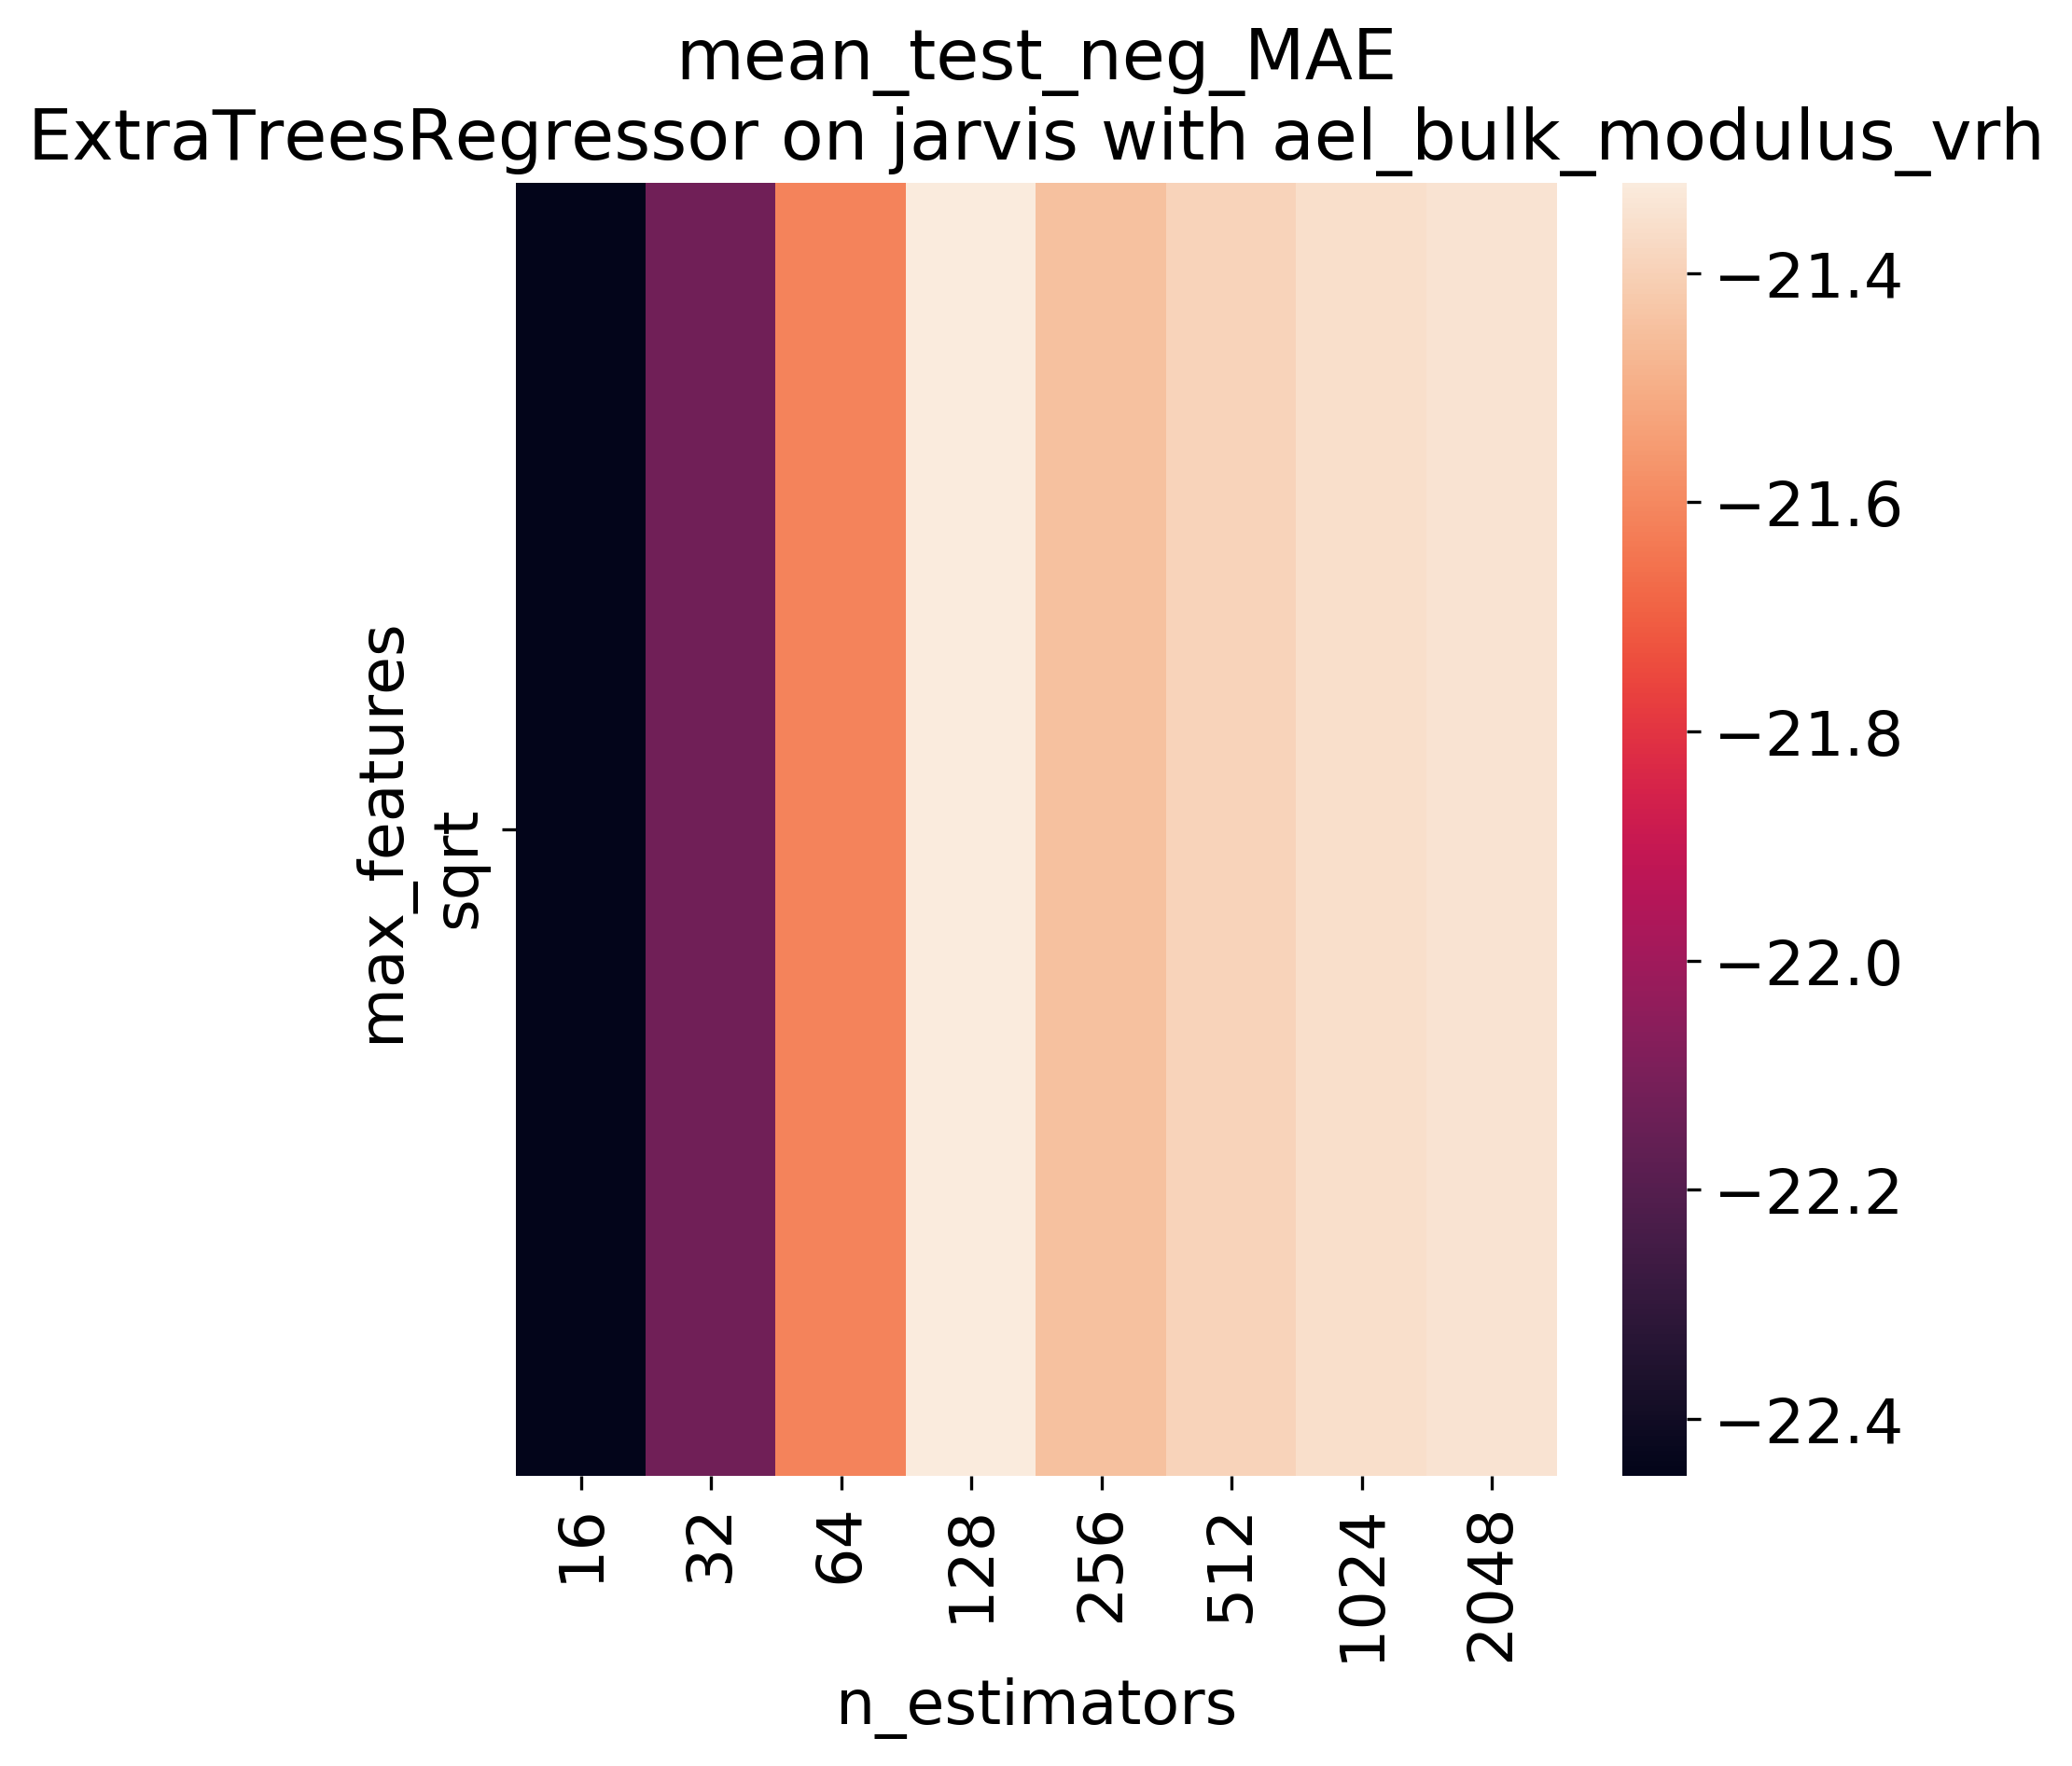 mean_test_neg_MAE
ExtraTreesRegressor on jarvis with ael_bulk_modulus_vrh
max_features
sqrt
16
32
64
128
256
512
1024
2048
n_estimators
−21.4
−21.6
−21.8
−22.0
−22.2
−22.4